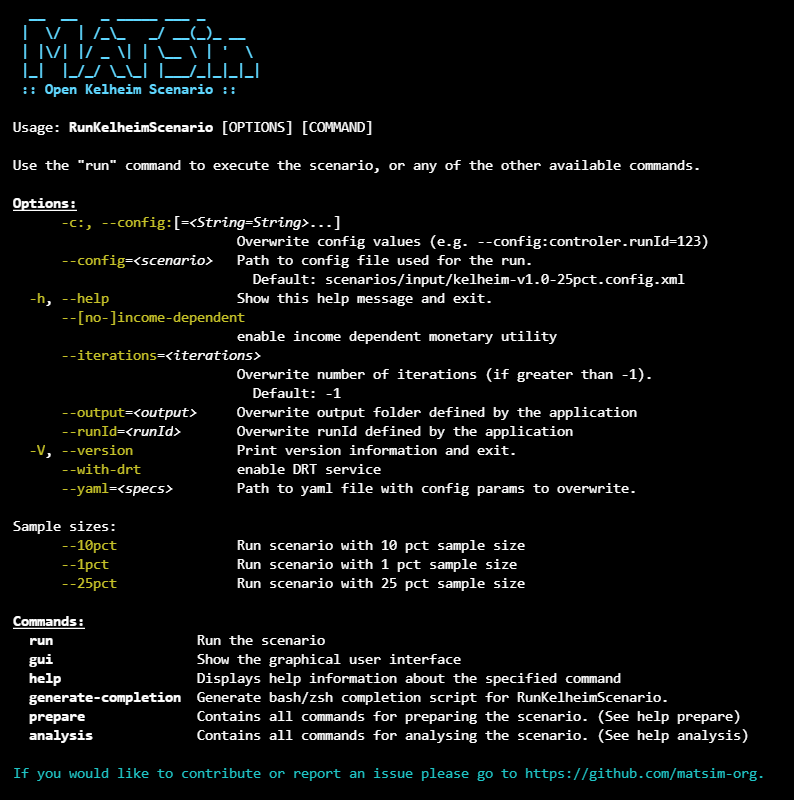 MATSim
:: Open Kelheim Scenario ::
Usage: RunKelheimScenario [OPTIONS] [COMMAND]
Use the "run" command to execute the scenario, or any of the other available commands.
Options:
-c:, --config:[=<String=String>...]
Overwrite config values (e.g. --config:controler.runId=123)
--config=<scenario> Path to config file used for the run.
Default: scenarios/input/kelheim-v1.0-25pct.config.xml
-h, --help Show this help message and exit.
--[no-]income-dependent
enable income dependent monetary utility
--iterations=<iterations>
Overwrite number of iterations (if greater than -1).
Default: -1
--output=<output> Overwrite output folder defined by the application
--runId=<runId> Overwrite runId defined by the application
-V, --version Print version information and exit.
--with-drt enable DRT service
--yaml=<specs> Path to yaml file with config params to overwrite.
Sample sizes:
--10pct Run scenario with 10 pct sample size
--1pct Run scenario with 1 pct sample size
--25pct Run scenario with 25 pct sample size
Commands:
run Run the scenario
gui Show the graphical user interface
help Displays help information about the specified command
generate-completion Generate bash/zsh completion script for RunKelheimScenario.
prepare Contains all commands for preparing the scenario. (See help prepare)
analysis Contains all commands for analysing the scenario. (See help analysis)
If you would like to contribute or report an issue please go to https://github.com/matsim-org.